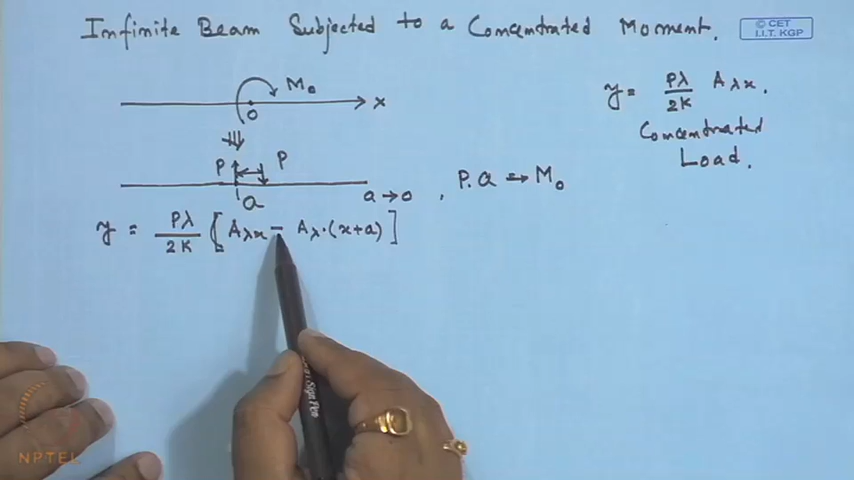 Infinite Beam Subjected to a Concentrated Moment.
© CET
I.I.T. KGP
M₀
x
O
y = Pλ/2K Aλx.
Concentrated
Load.
P P
a
a→0, P.a → M₀
y = Pλ/2K [Aλx - Aλ.(x+a)]
NPTEL